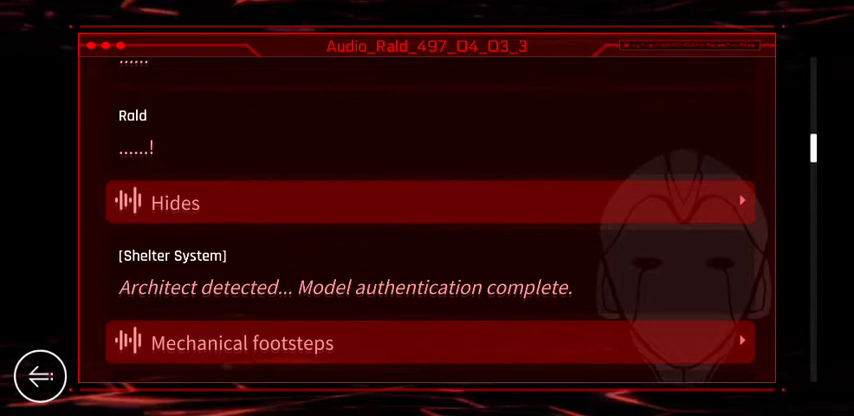 Audio_Rald_497_04_03_3
......
Rald
......!
Hides
[Shelter System]
Architect detected... Model authentication complete.
Mechanical footsteps